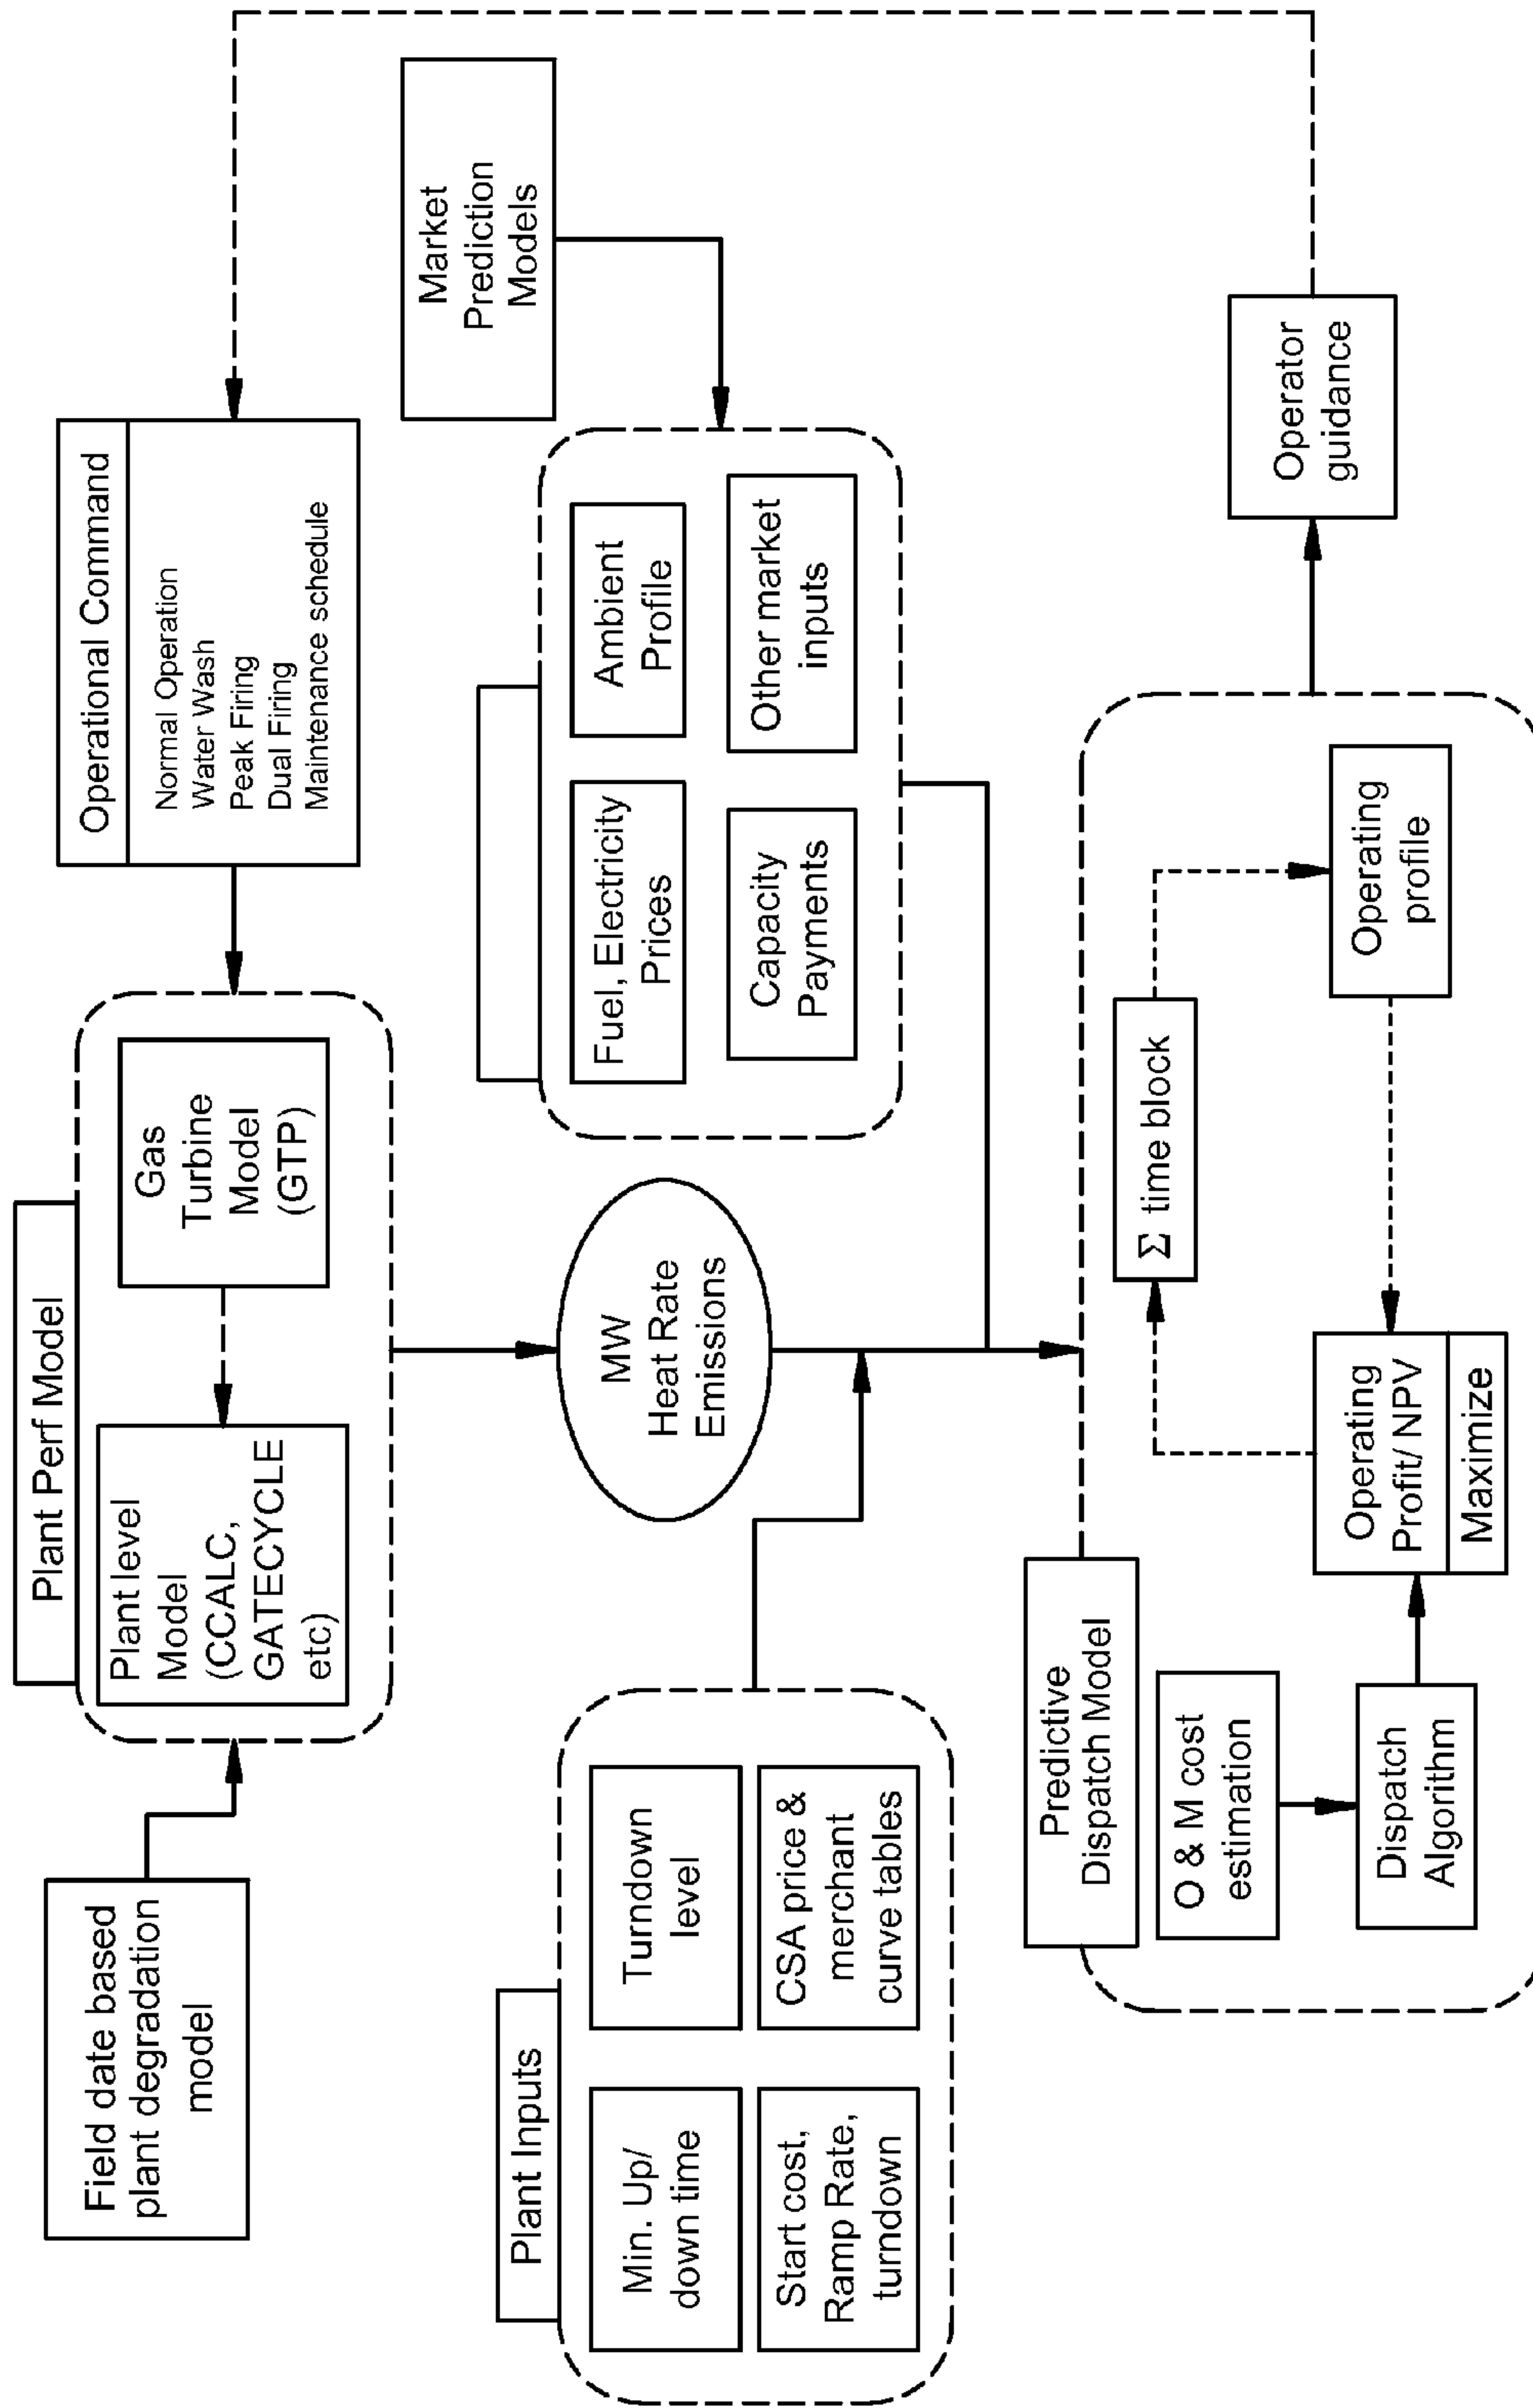 Field date based
plant degradation
model
Plant Perf Model
Plant level
Model
(CCALC,
GATECYCLE
etc)
Gas
Turbine
Model
(GTP)
Operational Command
Normal Operation
Water Wash
Peak Firing
Dual Firing
Maintenance schedule
Plant Inputs
Min. Up/
down time
Turndown
level
Start cost,
Ramp Rate,
turndown
CSA price &
merchant
curve tables
MW
Heat Rate
Emissions
Fuel, Electricity
Prices
Ambient
Profile
Capacity
Payments
Other market
inputs
Market
Prediction
Models
Predictive
Dispatch Model
O & M cost
estimation
Dispatch
Algorithm
Operating
Profit/ NPV
Maximize
Σ time block
Operating
profile
Operator
guidance